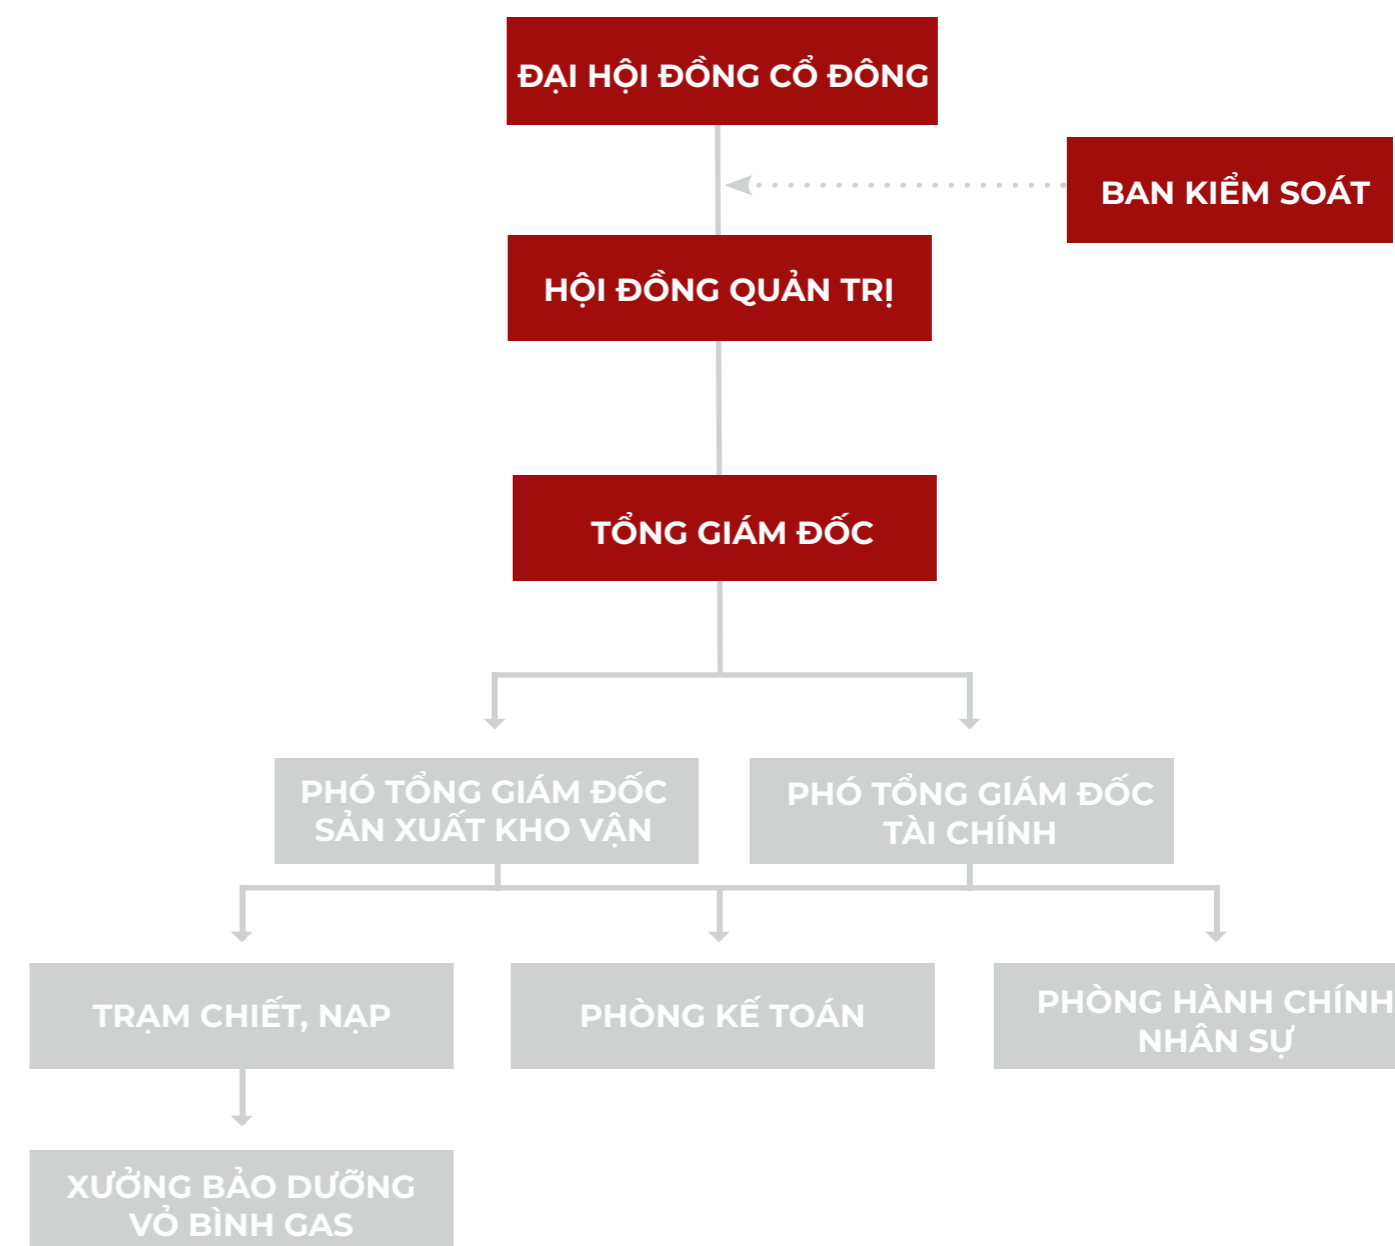 ĐẠI HỘI ĐỒNG CỔ ĐÔNG
BAN KIỂM SOÁT
HỘI ĐỒNG QUẢN TRỊ
TỔNG GIÁM ĐỐC
PHÓ TỔNG GIÁM ĐỐC
SẢN XUẤT KHO VẬN
PHÓ TỔNG GIÁM ĐỐC
TÀI CHÍNH
TRẠM CHIẾT, NẠP
PHÒNG KẾ TOÁN
PHÒNG HÀNH CHÍNH
NHÂN SỰ
XƯỞNG BẢO DƯỠNG
VỎ BÌNH GAS